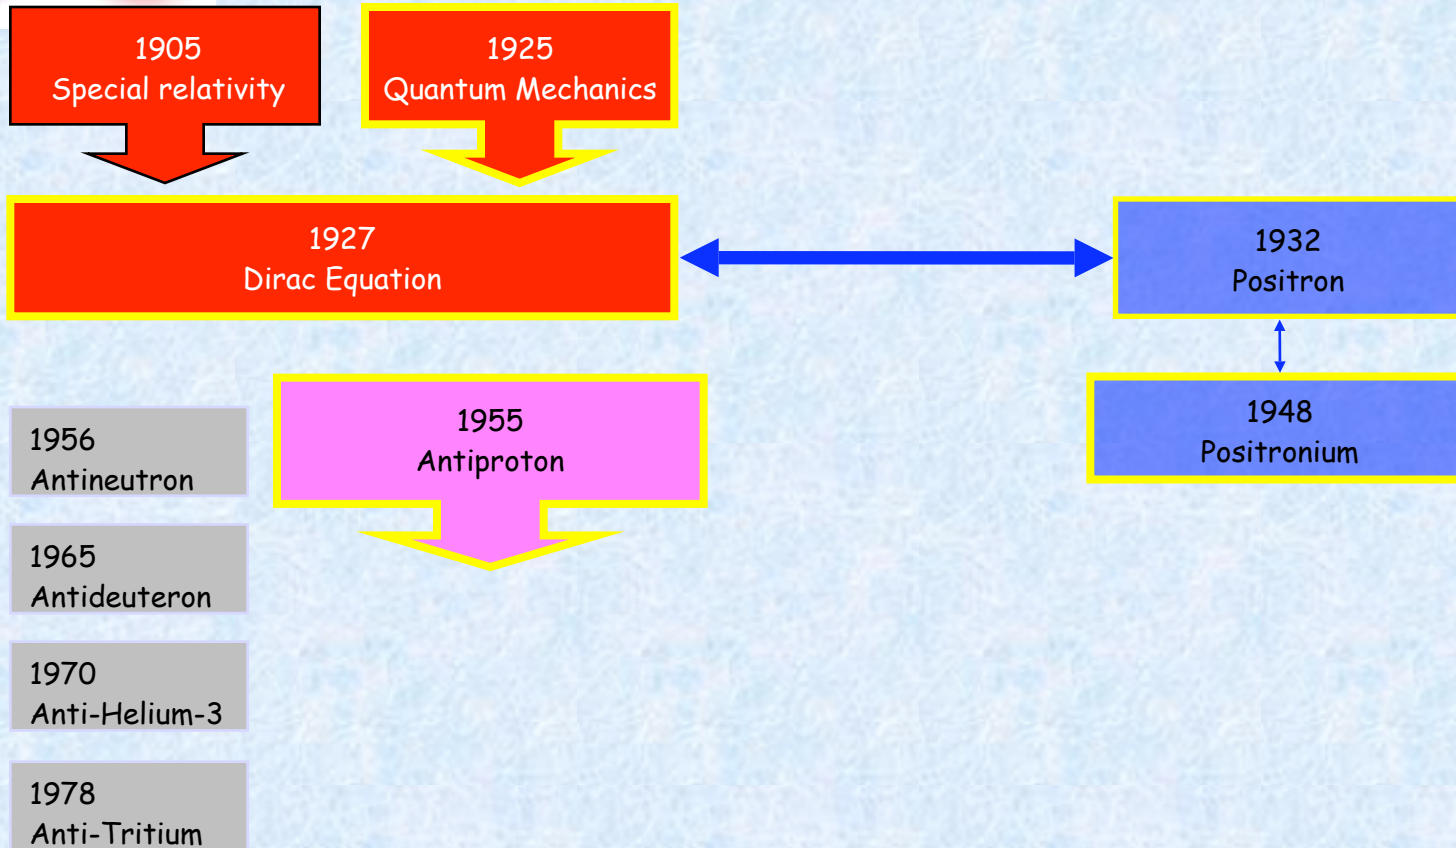 1905
Special relativity
1925
Quantum Mechanics
1927
Dirac Equation
1932
Positron
1948
Positronium
1955
Antiproton
1956
Antineutron
1965
Antideuteron
1970
Anti-Helium-3
1978
Anti-Tritium